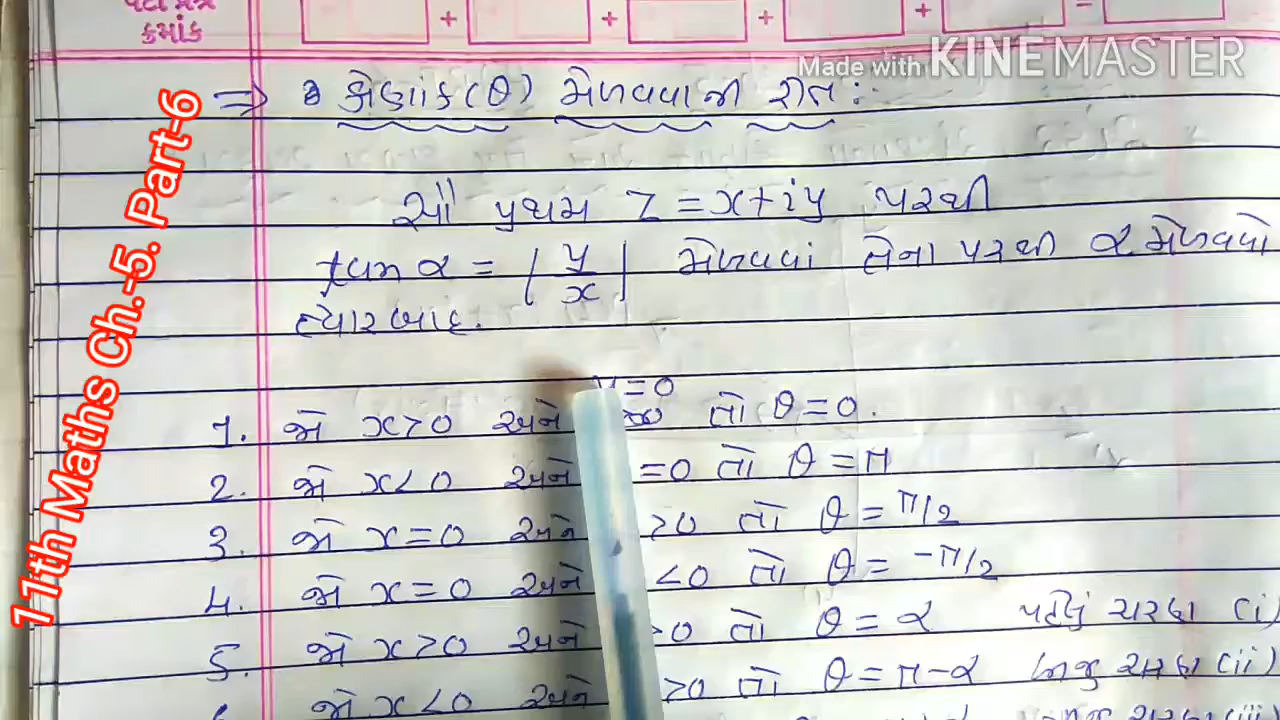 ક્રમાંક + + + + =
Made with KINEMASTER
⇒ કોણાંક (θ) મેળવવાની રીત :-
સૌ પ્રથમ z = x+iy પરથી
tan α = |y/x| મેળવવાં તેના પરથી α મેળવવો
ત્યારબાદ.
y=0
1. જો x>0 અને તો θ=0.
2. જો x<0 અને =0 તો θ=π
3. જો x=0 અને >0 તો θ=π/2
4. જો x=0 અને <0 તો θ= -π/2
5. જો x>0 અને >0 તો θ=α પહેલું ચરણ (i)
જો x<0 અને >0 તો θ=π-α (ii)
11th Maths Ch.-5. Part-6